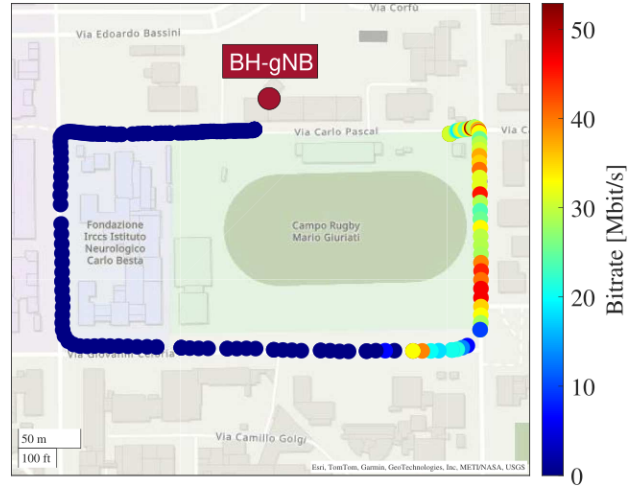 Via Corfù
Via Edoardo Bassini
BH-gNB
Via Carlo Pascal
Via Ca
Fondazione
Irccs Istituto
Neurologico
Carlo Besta
Campo Rugby
Mario Giuriati
Via Giovanni Celoria
Via Camillo Golgi
50 m
100 ft
Esri, TomTom, Garmin, GeoTechnologies, Inc, METI/NASA, USGS
50
40
30
20
10
0
Bitrate [Mbit/s]